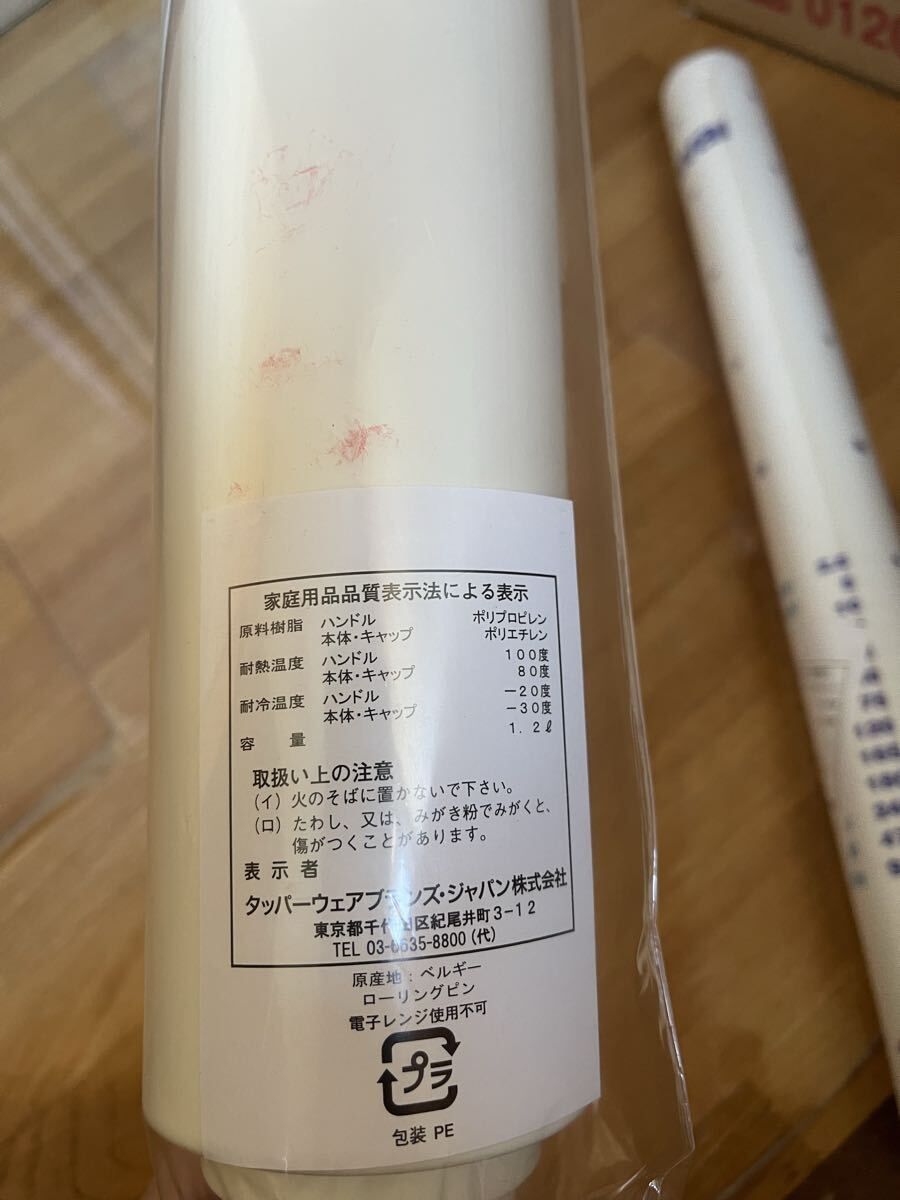 家庭用品品質表示法による表示
原料樹脂 ハンドル ポリプロピレン
本体・キャップ ポリエチレン
耐熱温度 ハンドル 100度
本体・キャップ 80度
耐冷温度 ハンドル －20度
本体・キャップ －30度
容量 1.2ℓ
取扱い上の注意
(イ) 火のそばに置かないで下さい。
(ロ) たわし、又は、みがき粉でみがくと、
傷がつくことがあります。
表示者
タッパーウェアブランズ・ジャパン株式会社
東京都千代田区紀尾井町3-12
TEL 03-6635-8800(代)
原産地：ベルギー
ローリングピン
電子レンジ使用不可
プラ
包装 PE
0120